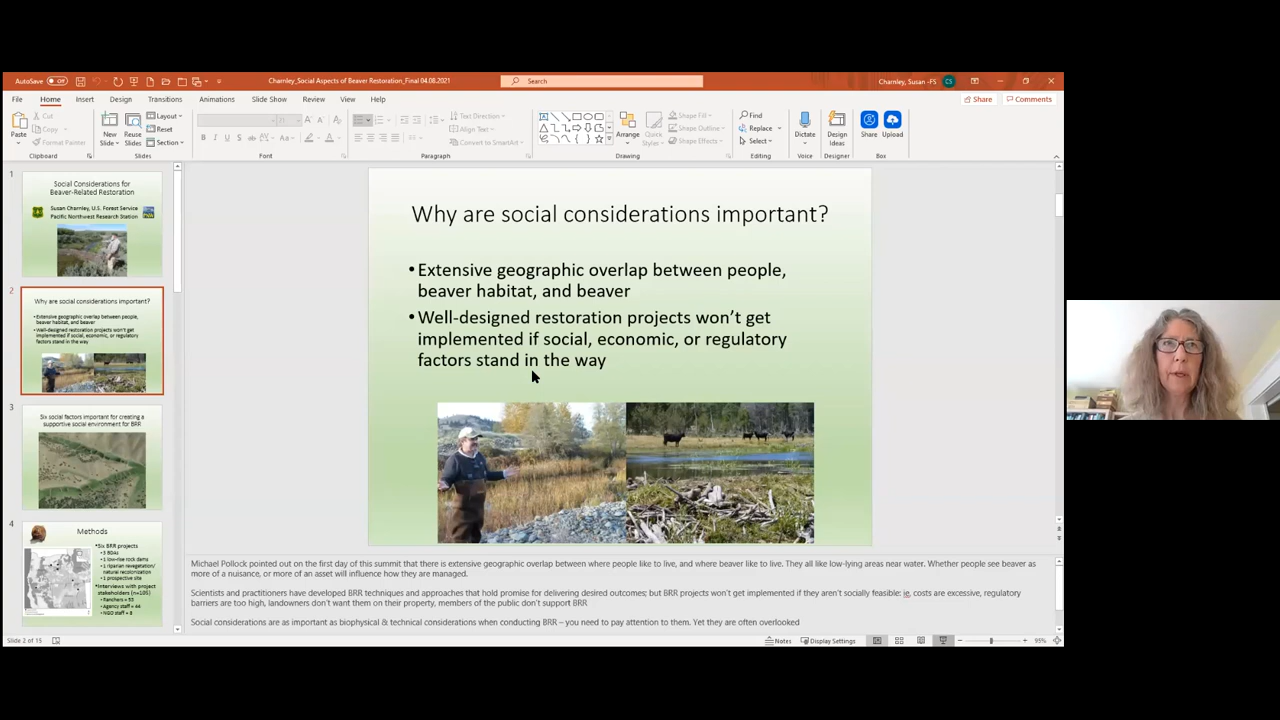 AutoSave Off
Charnley_Social Aspects of Beaver Restoration_Final 04.08.2021
Search
Charnley, Susan -FS CS
File Home Insert Design Transitions Animations Slide Show Review View Help Share Comments
Paste Cut Copy Format Painter
Clipboard
New Slide Reuse Slides Layout Reset Section
Slides
B I U S
Font
Text Direction Align Text Convert to SmartArt
Paragraph
Arrange Quick Styles Shape Fill Shape Outline Shape Effects
Drawing
Find Replace Select
Editing
Dictate
Voice
Design Ideas
Designer
Share Upload
Box
1
Social Considerations for
Beaver-Related Restoration
Susan Charnley, U.S. Forest Service
Pacific Northwest Research Station
2
Why are social considerations important?
•Extensive geographic overlap between people,
beaver habitat, and beaver
•Well-designed restoration projects won't get
implemented if social, economic, or regulatory
factors stand in the way
3
Six social factors important for creating a
supportive social environment for BRR
4
Methods
•Six BRR projects
• 3 BDAs
• 1 low-rise rock dams
• 1 riparian revegetation/
natural recolonization
• 1 prospective site
•Interviews with project
stakeholders (n=105)
• Ranchers = 53
• Agency staff = 44
• NGO staff = 8
Why are social considerations important?
•Extensive geographic overlap between people,
beaver habitat, and beaver
•Well-designed restoration projects won't get
implemented if social, economic, or regulatory
factors stand in the way
Michael Pollock pointed out on the first day of this summit that there is extensive geographic overlap between where people like to live, and where beaver like to live. They all like low-lying areas near water. Whether people see beaver as
more of a nuisance, or more of an asset will influence how they are managed.
Scientists and practitioners have developed BRR techniques and approaches that hold promise for delivering desired outcomes; but BRR projects won't get implemented if they aren't socially feasible: ie, costs are excessive, regulatory
barriers are too high, landowners don't want them on their property, members of the public don't support BRR
Social considerations are as important as biophysical & technical considerations when conducting BRR – you need to pay attention to them. Yet they are often overlooked
Slide 2 of 15
Notes Display Settings 95%